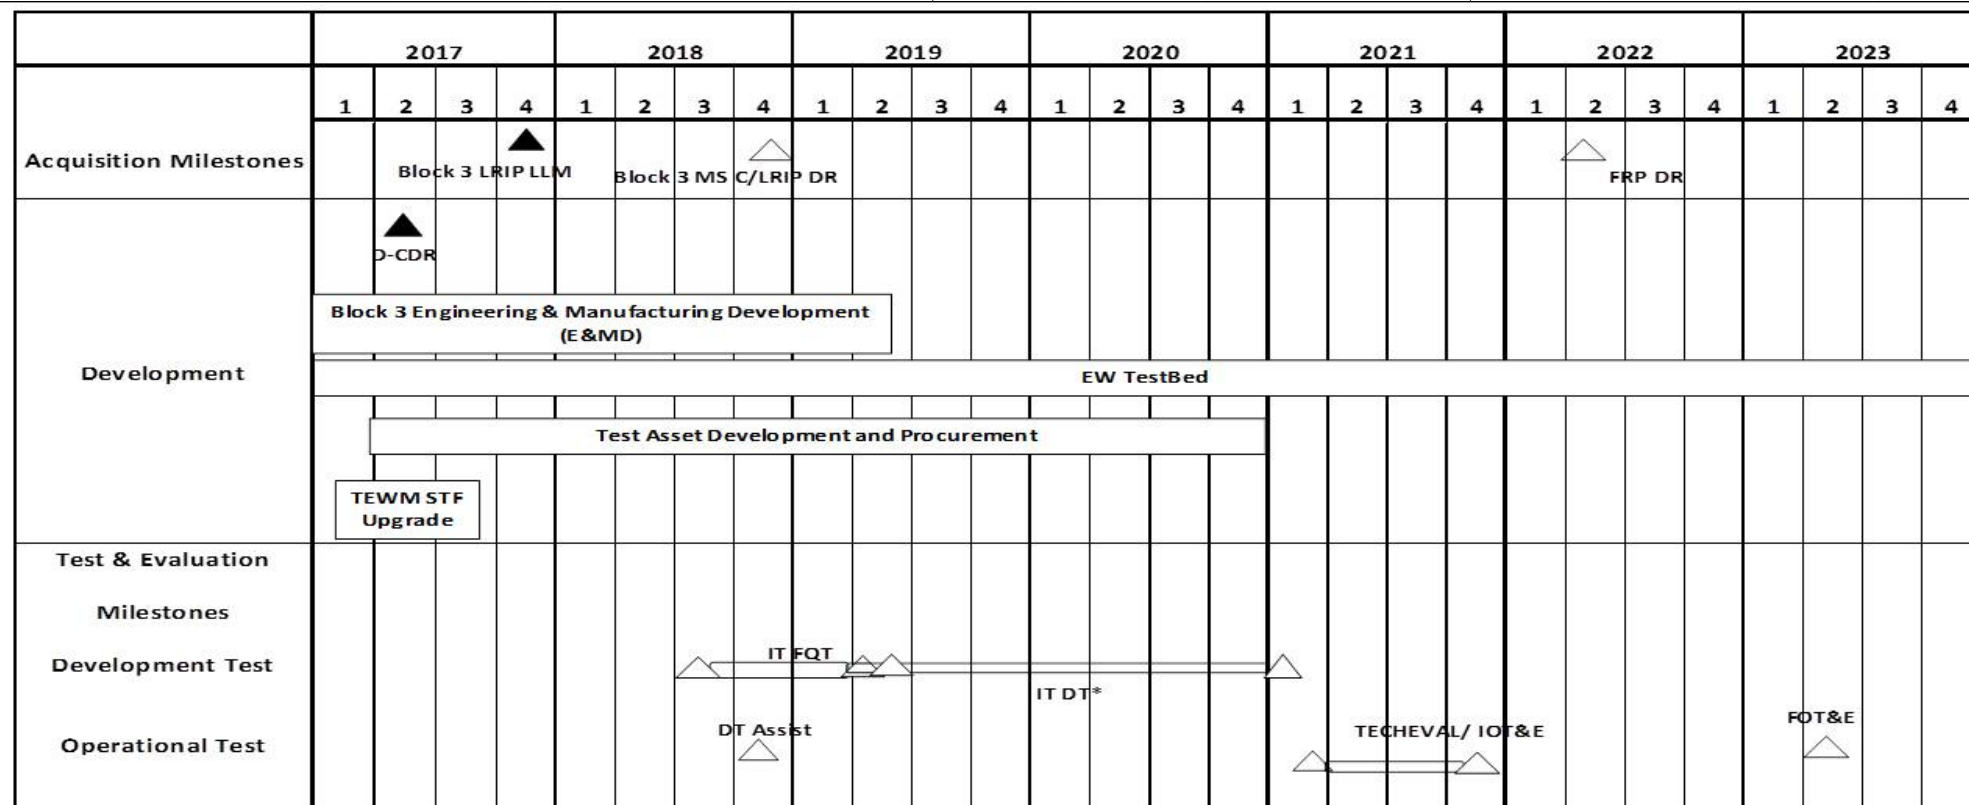 2017 2018 2019 2020 2021 2022 2023
1 2 3 4 1 2 3 4 1 2 3 4 1 2 3 4 1 2 3 4 1 2 3 4 1 2 3 4
Acquisition Milestones
Block 3 LRIP LLM
Block 3 MS C/LRIP DR
FRP DR
D-CDR
Block 3 Engineering & Manufacturing Development
(E&MD)
Development
EW TestBed
Test Asset Development and Procurement
TEWM STF
Upgrade
Test & Evaluation
Milestones
Development Test
IT FQT
IT DT*
Operational Test
DT Assist
TECHEVAL/ IOT&E
FOT&E